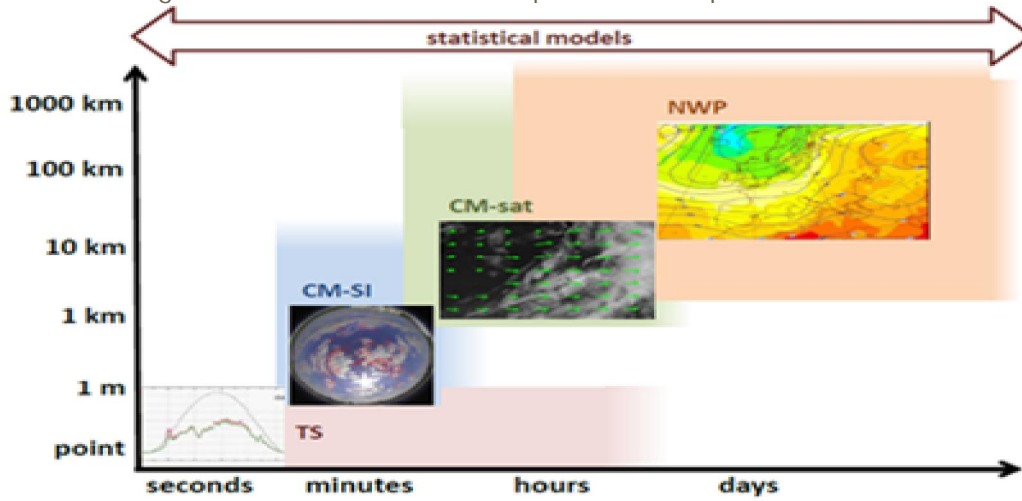 statistical models
1000 km
NWP
100 km
CM-sat
10 km
CM-SI
1 km
1 m
TS
point
seconds minutes hours days